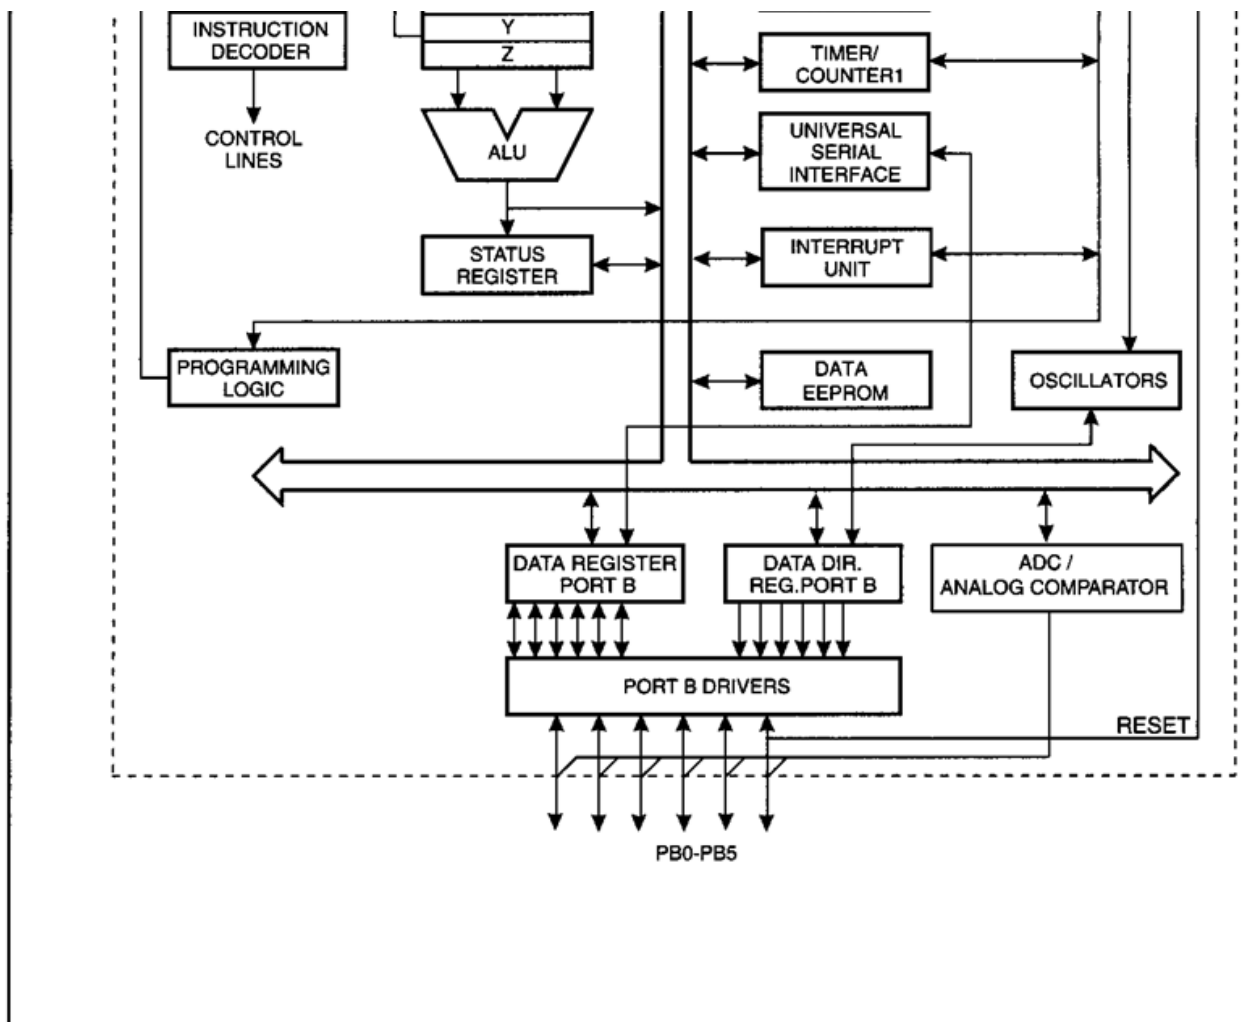 INSTRUCTION
DECODER
Y
Z
TIMER/
COUNTER1
CONTROL
LINES
ALU
UNIVERSAL
SERIAL
INTERFACE
STATUS
REGISTER
INTERRUPT
UNIT
PROGRAMMING
LOGIC
DATA
EEPROM
OSCILLATORS
DATA REGISTER
PORT B
DATA DIR.
REG.PORT B
ADC /
ANALOG COMPARATOR
PORT B DRIVERS
RESET
PB0-PB5